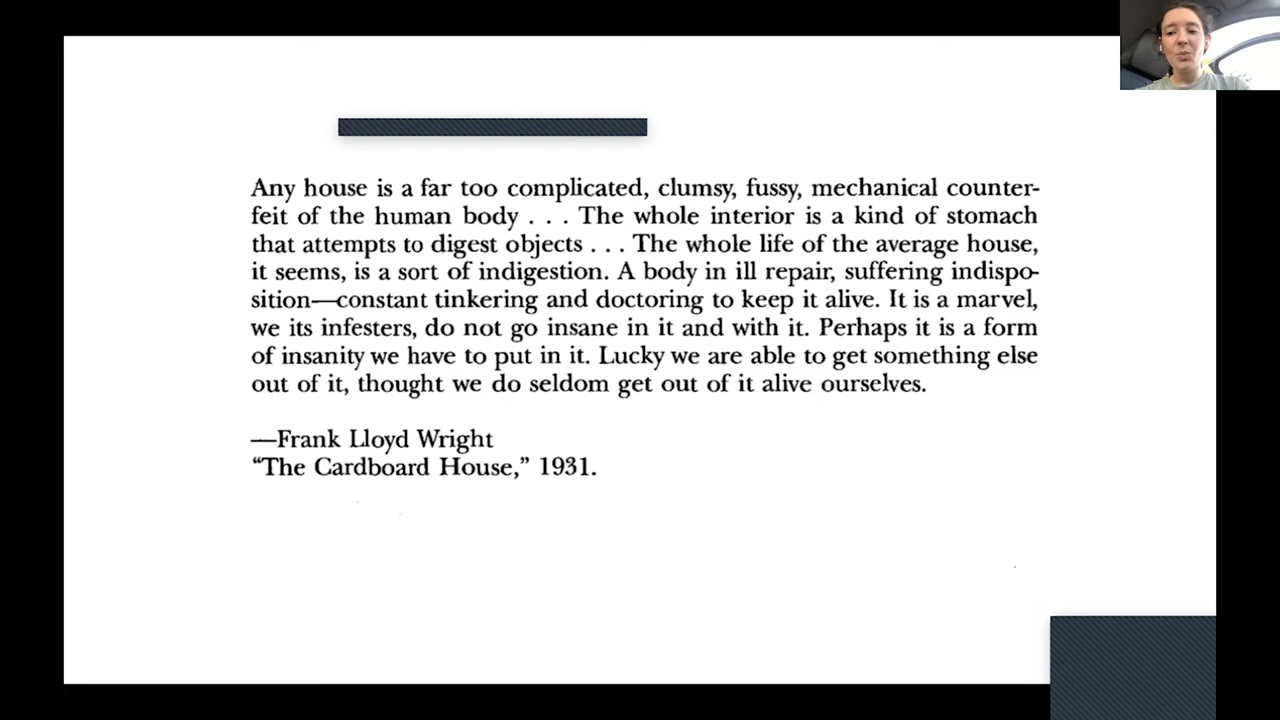 Any house is a far too complicated, clumsy, fussy, mechanical counter-
feit of the human body . . . The whole interior is a kind of stomach
that attempts to digest objects . . . The whole life of the average house,
it seems, is a sort of indigestion. A body in ill repair, suffering indispo-
sition—constant tinkering and doctoring to keep it alive. It is a marvel,
we its infesters, do not go insane in it and with it. Perhaps it is a form
of insanity we have to put in it. Lucky we are able to get something else
out of it, thought we do seldom get out of it alive ourselves.
—Frank Lloyd Wright
“The Cardboard House,” 1931.